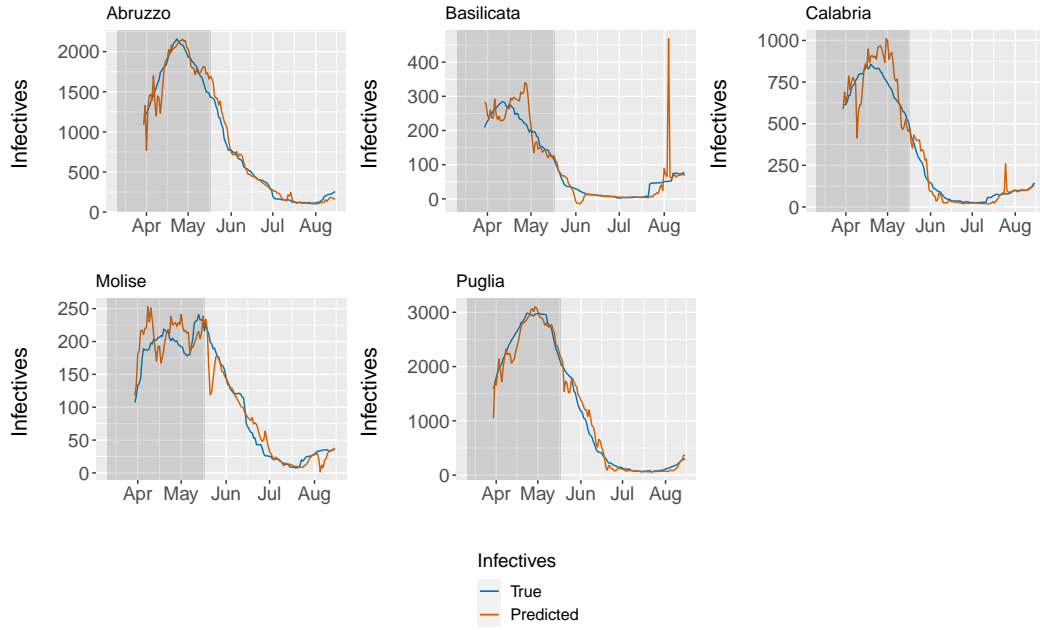 Abruzzo
Infectives
2000
1500
1000
500
0
Apr May Jun Jul Aug
Basilicata
Infectives
400
300
200
100
0
Apr May Jun Jul Aug
Calabria
Infectives
1000
750
500
250
0
Apr May Jun Jul Aug
Molise
Infectives
250
200
150
100
50
0
Apr May Jun Jul Aug
Puglia
Infectives
3000
2000
1000
0
Apr May Jun Jul Aug
Infectives
True
Predicted